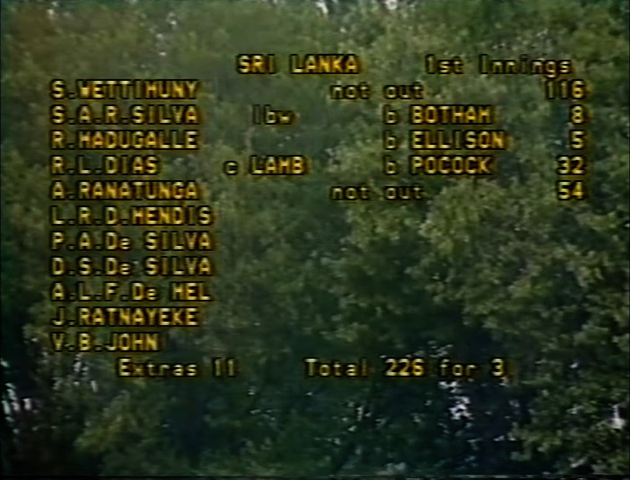 SRI LANKA 1st Innings
S.WETTIMUNY not out 116
S.A.R.SILVA lbw b BOTHAM 8
R.MADUGALLE b ELLISON 5
R.L.DIAS c LAMB b POCOCK 32
A.RANATUNGA not out 54
L.R.D.MENDIS
P.A.De SILVA
D.S.De SILVA
A.L.F.De MEL
J.RATNAYEKE
V.B.JOHN
Extras 11 Total 226 for 3